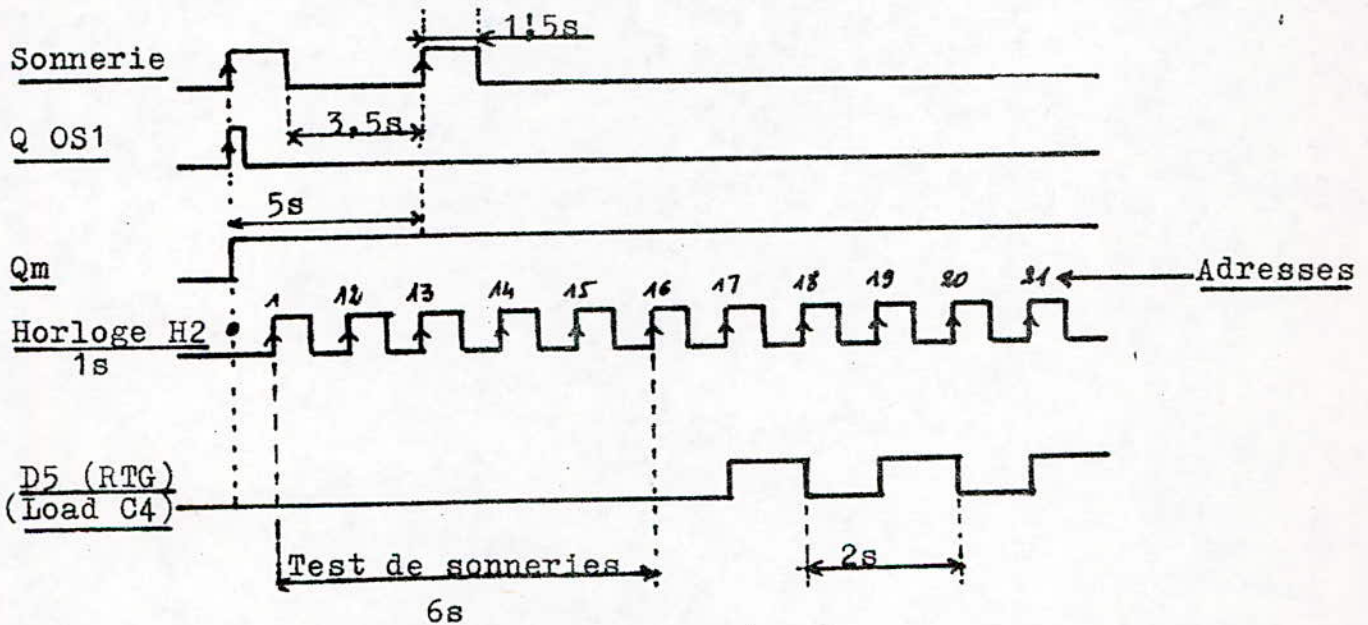 1!5s
Sonnerie
3,5s
Q OS1
5s
Qm
1 12 13 14 15 16 17 18 19 20 21
Adresses
Horloge H2
1s
D5 (RTG)
(Load C4)
Test de sonneries
2s
6s